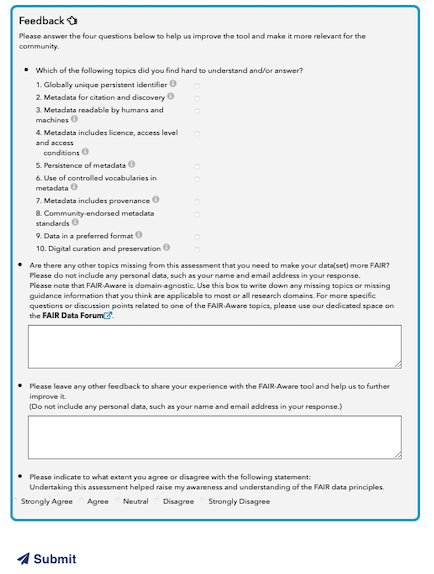 Feedback
Please answer the four questions below to help us improve the tool and make it more relevant for the
community.
Which of the following topics did you find hard to understand and/or answer?
1. Globally unique persistent identifier
2. Metadata for citation and discovery
3. Metadata readable by humans and
machines
4. Metadata includes licence, access level
and access
conditions
5. Persistence of metadata
6. Use of controlled vocabularies in
metadata
7. Metadata includes provenance
8. Community-endorsed metadata
standards
9. Data in a preferred format
10. Digital curation and preservation
Are there any other topics missing from this assessment that you need to make your data(set) more FAIR?
Please do not include any personal data, such as your name and email address in your response.
Please note that FAIR-Aware is domain-agnostic. Use this box to write down any missing topics or missing
guidance information that you think are applicable to most or all research domains. For more specific
questions or discussion points related to one of the FAIR-Aware topics, please use our dedicated space on
the FAIR Data Forum.
Please leave any other feedback to share your experience with the FAIR-Aware tool and help us to further
improve it.
(Do not include any personal data, such as your name and email address in your response.)
Please indicate to what extent you agree or disagree with the following statement:
Undertaking this assessment helped raise my awareness and understanding of the FAIR data principles.
Strongly Agree Agree Neutral Disagree Strongly Disagree
Submit